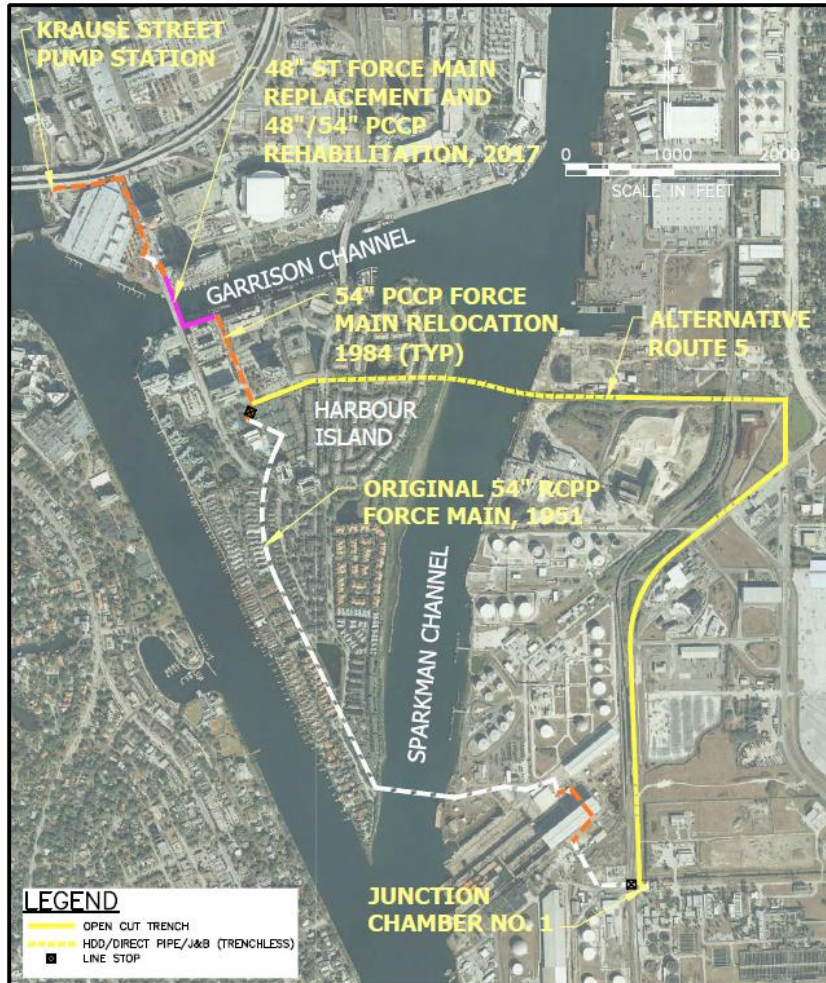 KRAUSE STREET
PUMP STATION
48" ST FORCE MAIN
REPLACEMENT AND
48"/54" PCCP
REHABILITATION, 2017
0 1000 2000
SCALE IN FEET
GARRISON CHANNEL
54" PCCP FORCE
MAIN RELOCATION,
1984 (TYP)
ALTERNATIVE
ROUTE 5
HARBOUR
ISLAND
ORIGINAL 54" RCPP
FORCE MAIN, 1951
SPARKMAN CHANNEL
JUNCTION
CHAMBER NO. 1
LEGEND
OPEN CUT TRENCH
HDD/DIRECT PIPE/J&B (TRENCHLESS)
LINE STOP